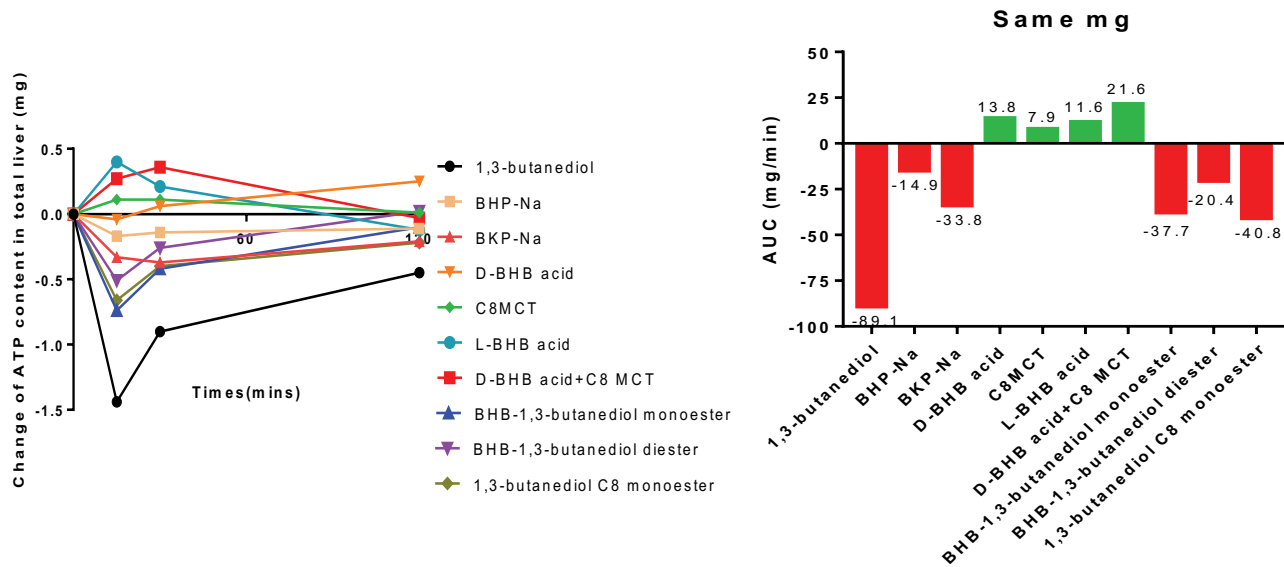 Change of ATP content in total liver (mg)
0.5
0.0
-0.5
-1.0
-1.5
60
120
Times(mins)
1,3-butanediol
BHP-Na
BKP-Na
D-BHB acid
C8MCT
L-BHB acid
D-BHB acid+C8 MCT
BHB-1,3-butanediol monoester
BHB-1,3-butanediol diester
1,3-butanediol C8 monoester
Same mg
AUC (mg/min)
50
25
0
-25
-50
-75
-100
-89.1
-14.9
-33.8
13.8
7.9
11.6
21.6
-37.7
-20.4
-40.8
1,3-butanediol
BHP-Na
BKP-Na
D-BHB acid
C8MCT
L-BHB acid
D-BHB acid+C8 MCT
BHB-1,3-butanediol monoester
BHB-1,3-butanediol diester
1,3-butanediol C8 monoester